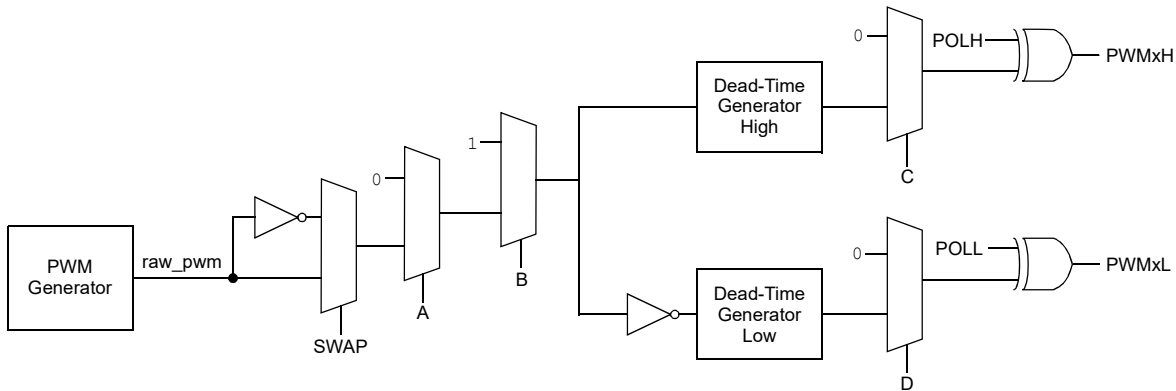 0
POLH
PWMxH
Dead-Time
Generator
High
1
C
0
PWM
Generator
raw_pwm
SWAP
A
B
0
POLL
PWMxL
Dead-Time
Generator
Low
D